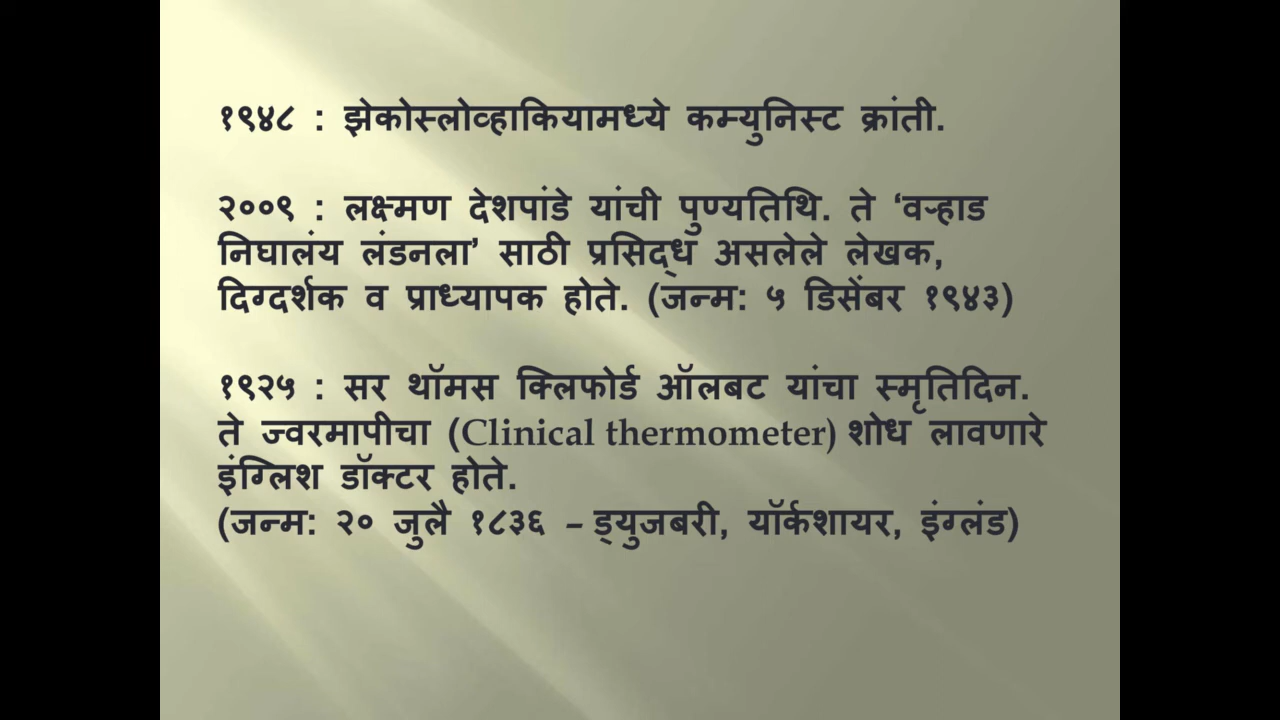 १९४८ : झेकोस्लोव्हाकियामध्ये कम्युनिस्ट क्रांती.
२००९ : लक्ष्मण देशपांडे यांची पुण्यतिथि. ते ‘वऱ्हाड
निघालंय लंडनला’ साठी प्रसिद्ध असलेले लेखक,
दिग्दर्शक व प्राध्यापक होते. (जन्म: ५ डिसेंबर १९४३)
१९२५ : सर थॉमस क्लिफोर्ड ऑलबट यांचा स्मृतिदिन.
ते ज्वरमापीचा (Clinical thermometer) शोध लावणारे
इंग्लिश डॉक्टर होते.
(जन्म: २० जुलै १८३६ – ड्युजबरी, यॉर्कशायर, इंग्लंड)